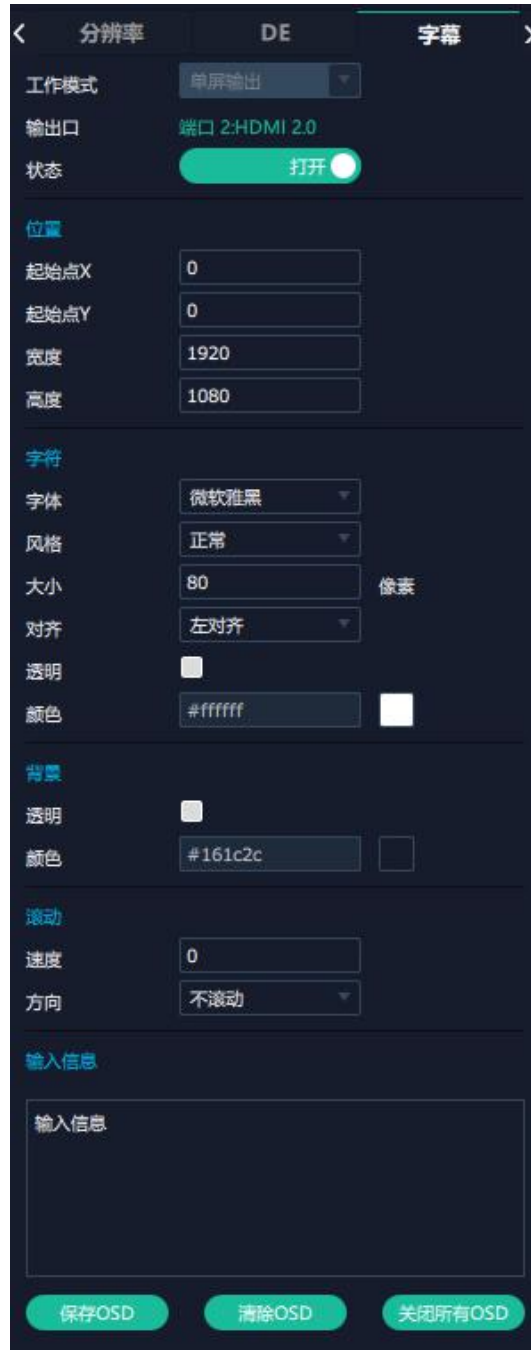 分辨率 DE 字幕
工作模式 单屏输出
输出口 端口 2:HDMI 2.0
状态 打开
位置
起始点X 0
起始点Y 0
宽度 1920
高度 1080
字符
字体 微软雅黑
风格 正常
大小 80 像素
对齐 左对齐
透明
颜色 #ffffff
背景
透明
颜色 #161c2c
滚动
速度 0
方向 不滚动
输入信息
输入信息
保存OSD 清除OSD 关闭所有OSD